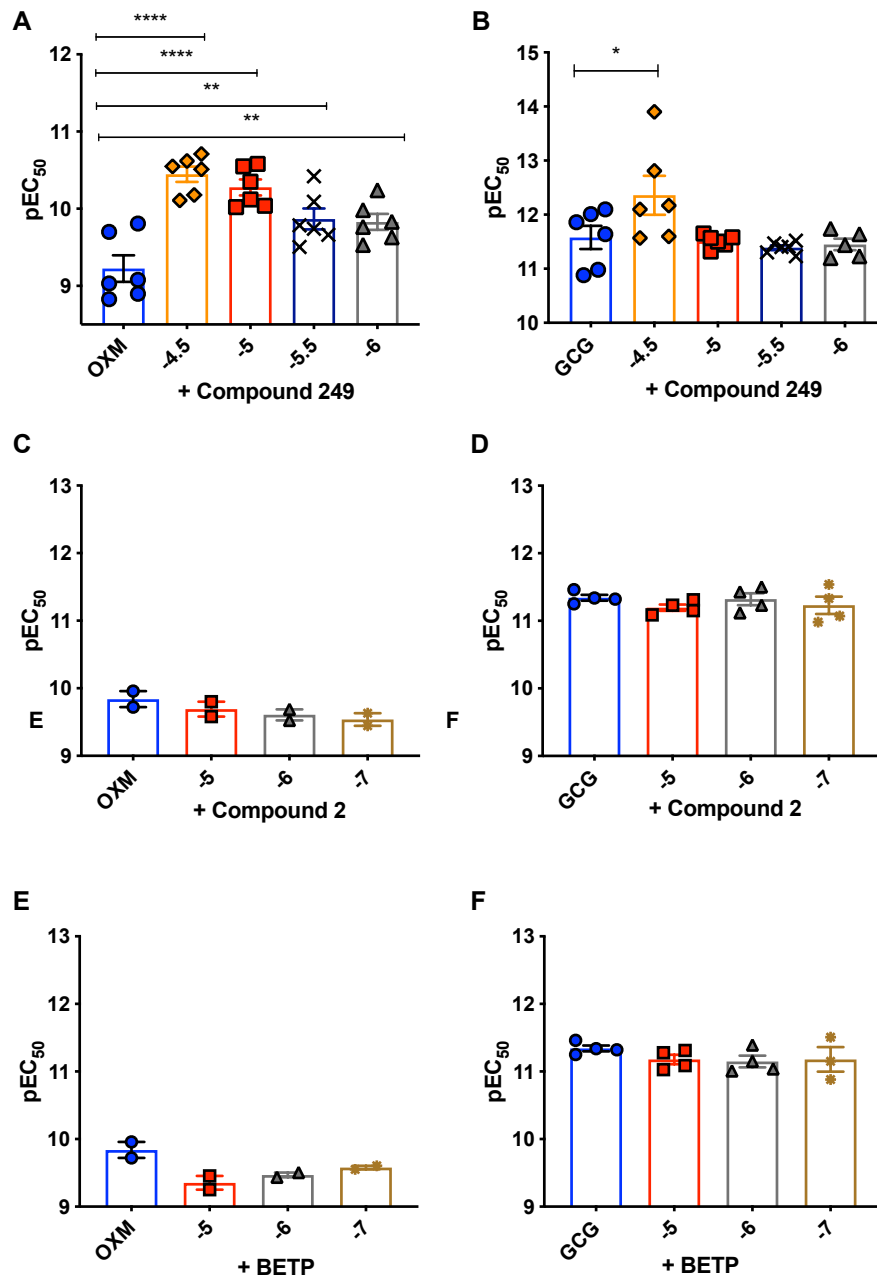 A
****
****
**
**
12
11
10
9
pEC50
OXM
-4.5
-5
-5.5
-6
+ Compound 249
B
*
15
14
13
12
11
10
pEC50
GCG
-4.5
-5
-5.5
-6
+ Compound 249
C
13
12
11
10
9
pEC50
E
OXM
-5
-6
-7
+ Compound 2
D
13
12
11
10
9
pEC50
F
GCG
-5
-6
-7
+ Compound 2
E
13
12
11
10
9
pEC50
OXM
-5
-6
-7
+ BETP
F
13
12
11
10
9
pEC50
GCG
-5
-6
-7
+ BETP